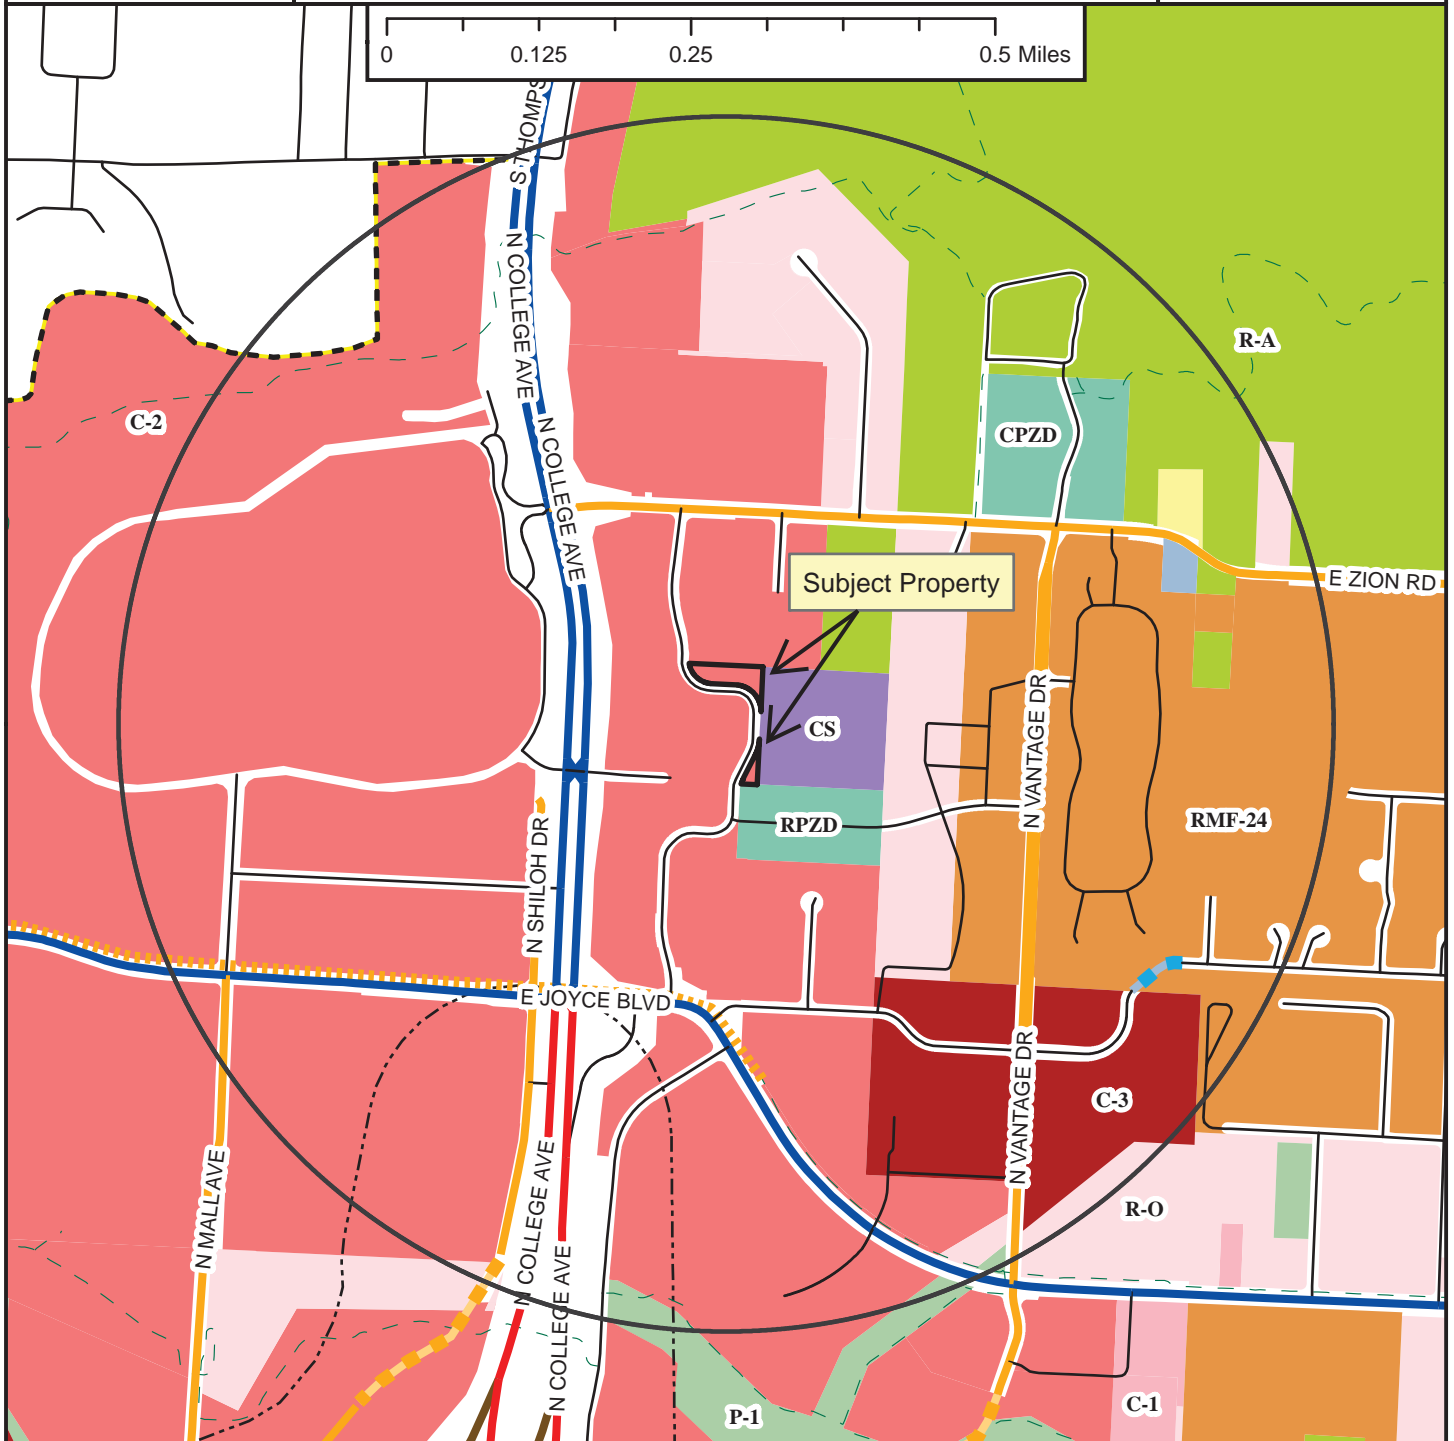 0 0.125 0.25 0.5 Miles
S THOMPS
N COLLEGE AVE
R-A
C-2
CPZD
N COLLEGE AVE
Subject Property
E ZION RD
CS
N VANTAGE DR
RPZD
RMF-24
N SHILOH DR
E JOYCE BLVD
N VANTAGE DR
C-3
N MALL AVE
N COLLEGE AVE
R-O
N COLLEGE AVE
P-1
C-1